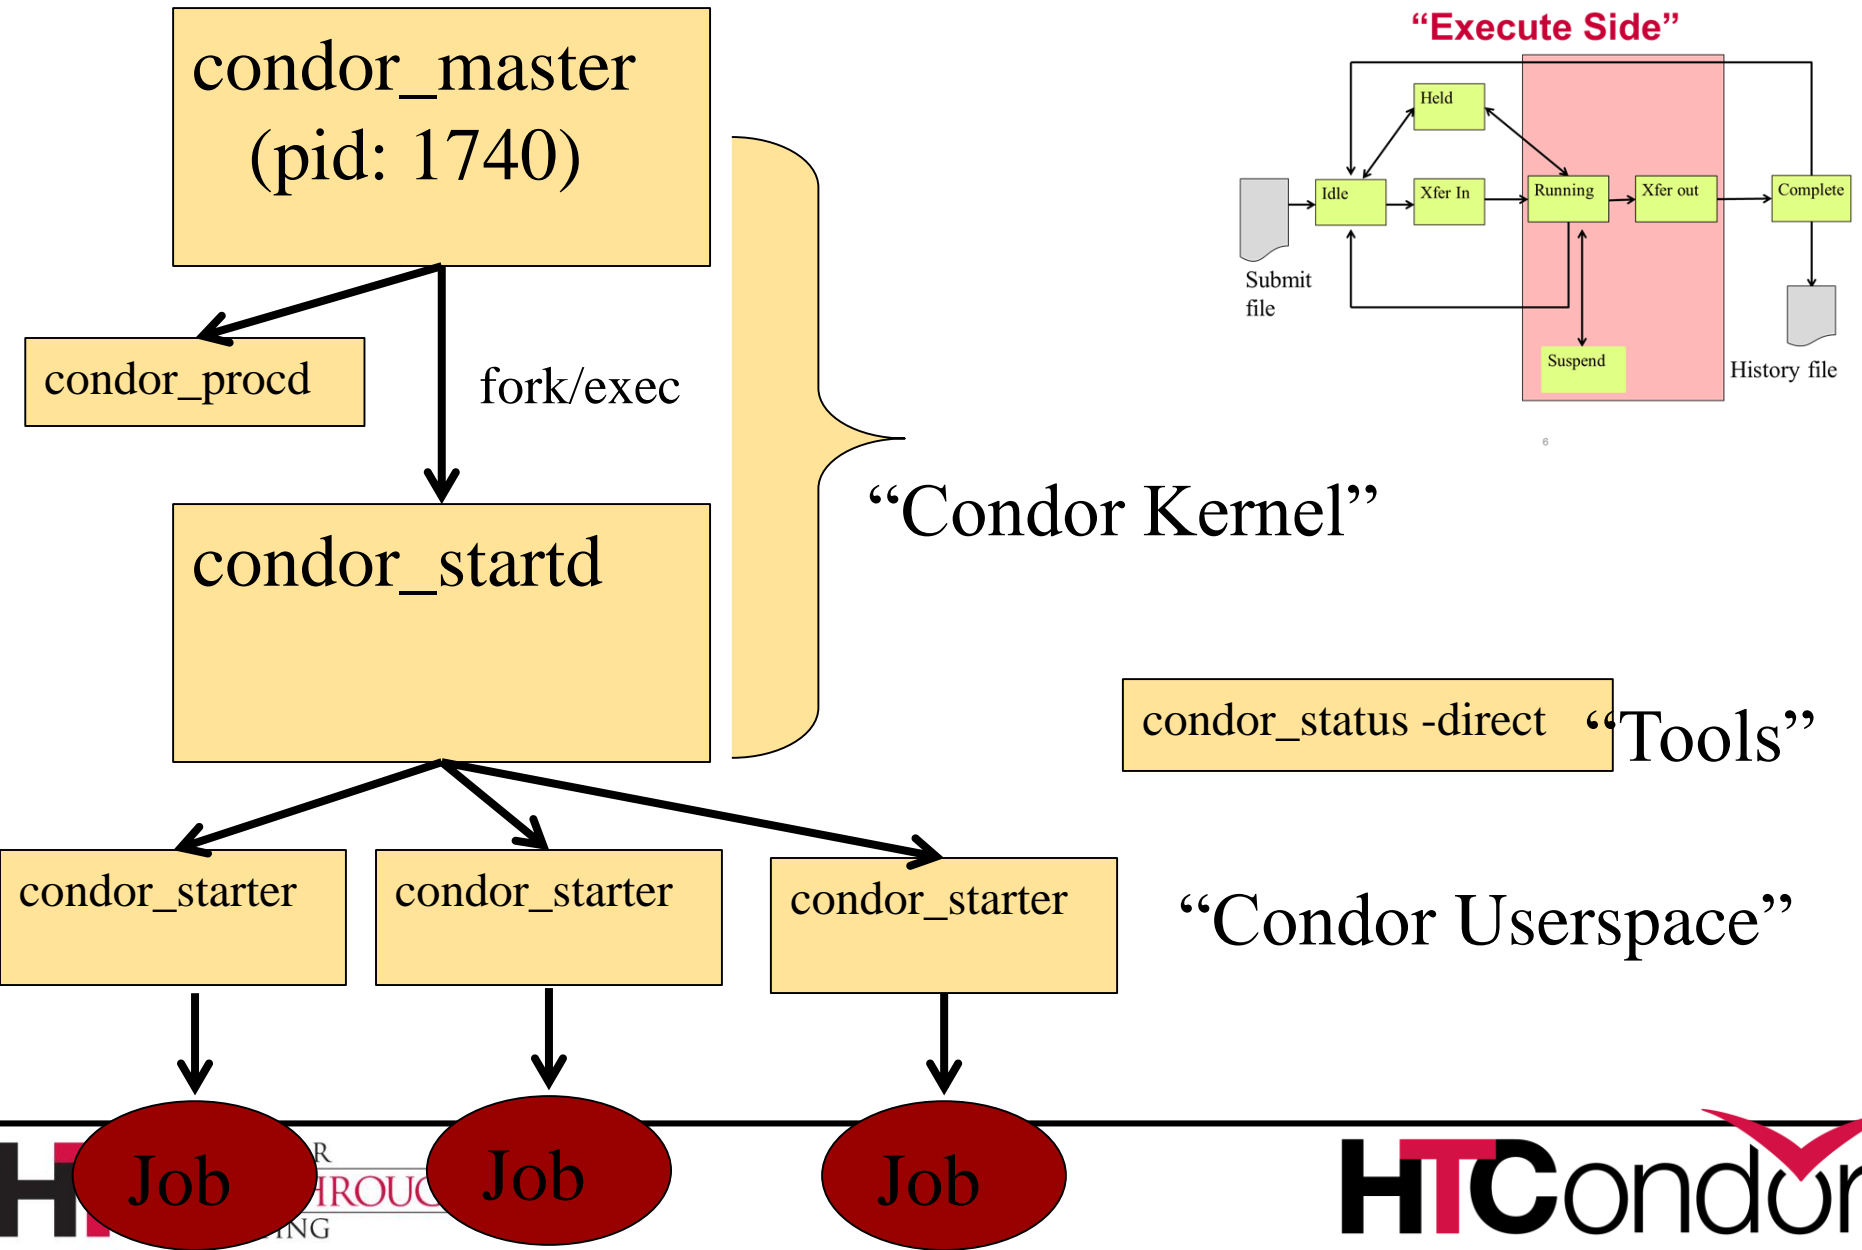 condor_master
(pid: 1740)
condor_procd
fork/exec
condor_startd
condor_starter
condor_starter
condor_starter
Job
Job
Job
“Condor Kernel”
condor_status -direct
“Tools”
“Condor Userspace”
“Execute Side”
Held
Idle
Xfer In
Running
Xfer out
Complete
Submit
file
Suspend
History file
6
HTCondor